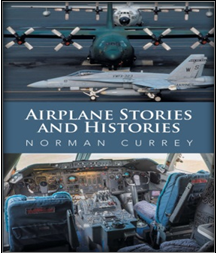 AIRPLANE STORIES
AND HISTORIES
NORMAN CURREY